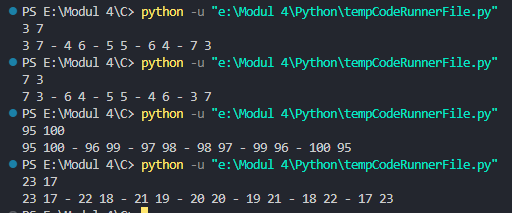 PS E:\Modul 4\C> python -u "e:\Modul 4\Python\tempCodeRunnerFile.py"
3 7
3 7 - 4 6 - 5 5 - 6 4 - 7 3
PS E:\Modul 4\C> python -u "e:\Modul 4\Python\tempCodeRunnerFile.py"
7 3
7 3 - 6 4 - 5 5 - 4 6 - 3 7
PS E:\Modul 4\C> python -u "e:\Modul 4\Python\tempCodeRunnerFile.py"
95 100
95 100 - 96 99 - 97 98 - 98 97 - 99 96 - 100 95
PS E:\Modul 4\C> python -u "e:\Modul 4\Python\tempCodeRunnerFile.py"
23 17
23 17 - 22 18 - 21 19 - 20 20 - 19 21 - 18 22 - 17 23
PS E:\Modul 4\C>